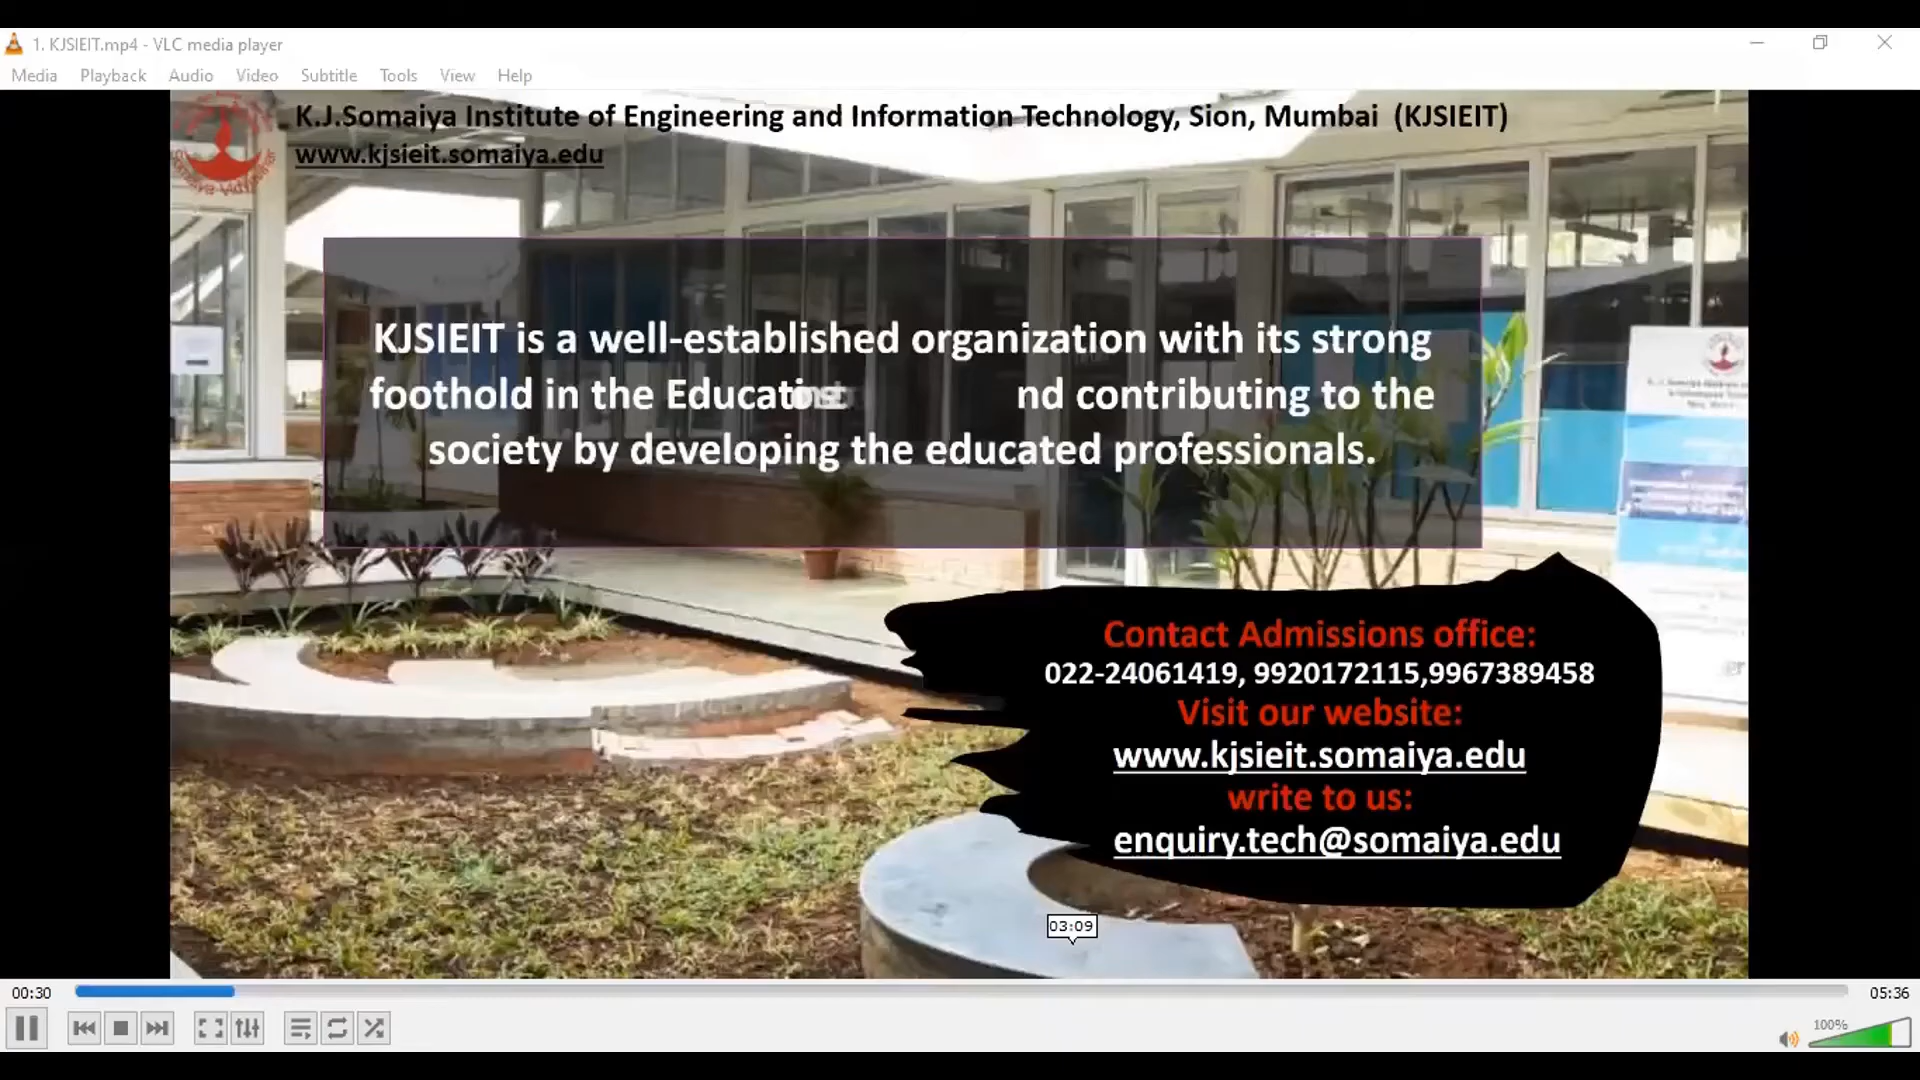 1. KJSIEIT.mp4 - VLC media player
Media Playback Audio Video Subtitle Tools View Help
K.J.Somaiya Institute of Engineering and Information Technology, Sion, Mumbai (KJSIEIT)
www.kjsieit.somaiya.edu
KJSIEIT is a well-established organization with its strong
foothold in the nd contributing to the
society by developing the educated professionals.
Contact Admissions office:
022-24061419, 9920172115,9967389458
Visit our website:
www.kjsieit.somaiya.edu
write to us:
enquiry.tech@somaiya.edu
03:09
00:30
05:36
100%